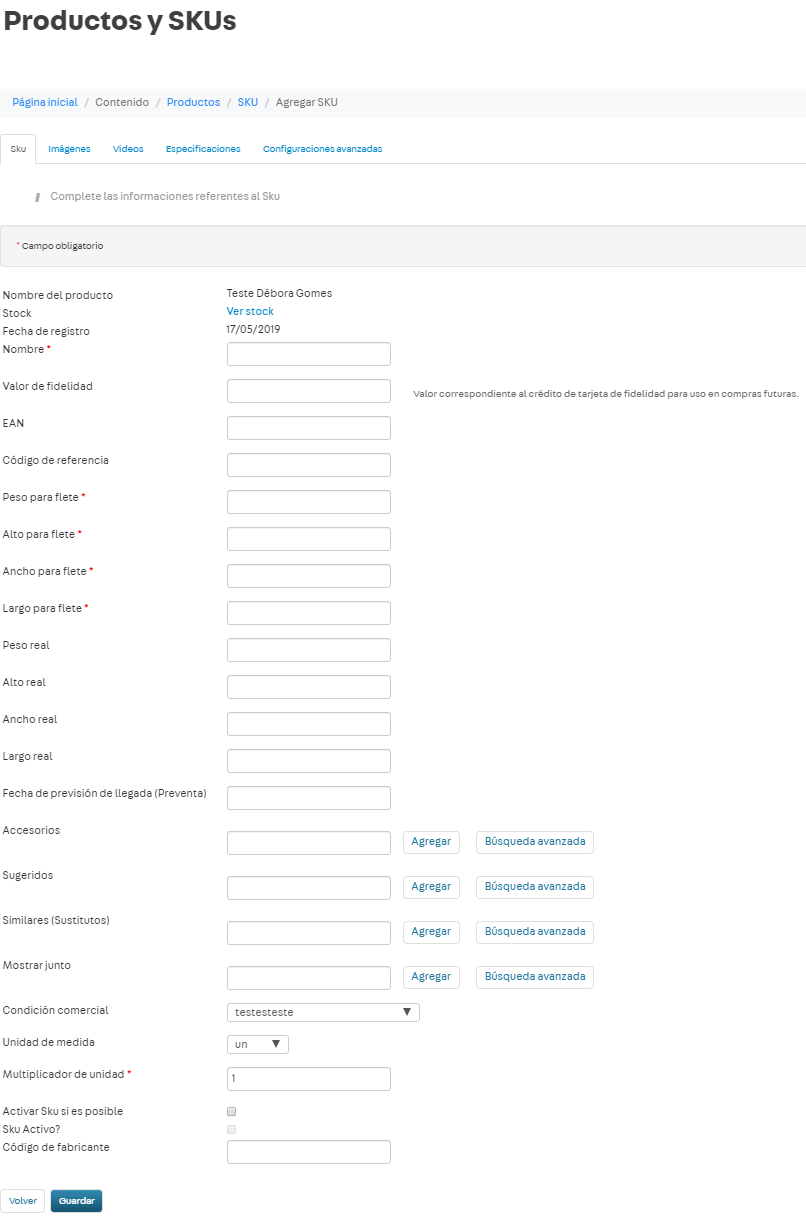 Productos y SKUs
Página inicial / Contenido / Productos / SKU / Agregar SKU
Sku Imágenes Videos Especificaciones Configuraciones avanzadas
Complete las informaciones referentes al Sku
* Campo obligatorio
Nombre del producto Teste Débora Gomes
Stock Ver stock
Fecha de registro 17/05/2019
Nombre *
Valor de fidelidad Valor correspondiente al crédito de tarjeta de fidelidad para uso en compras futuras.
EAN
Código de referencia
Peso para flete *
Alto para flete *
Ancho para flete *
Largo para flete *
Peso real
Alto real
Ancho real
Largo real
Fecha de previsión de llegada (Preventa)
Accesorios Agregar Búsqueda avanzada
Sugeridos Agregar Búsqueda avanzada
Similares (Sustitutos) Agregar Búsqueda avanzada
Mostrar junto Agregar Búsqueda avanzada
Condición comercial testesteste
Unidad de medida un
Multiplicador de unidad * 1
Activar Sku si es posible
Sku Activo?
Código de fabricante
Volver Guardar